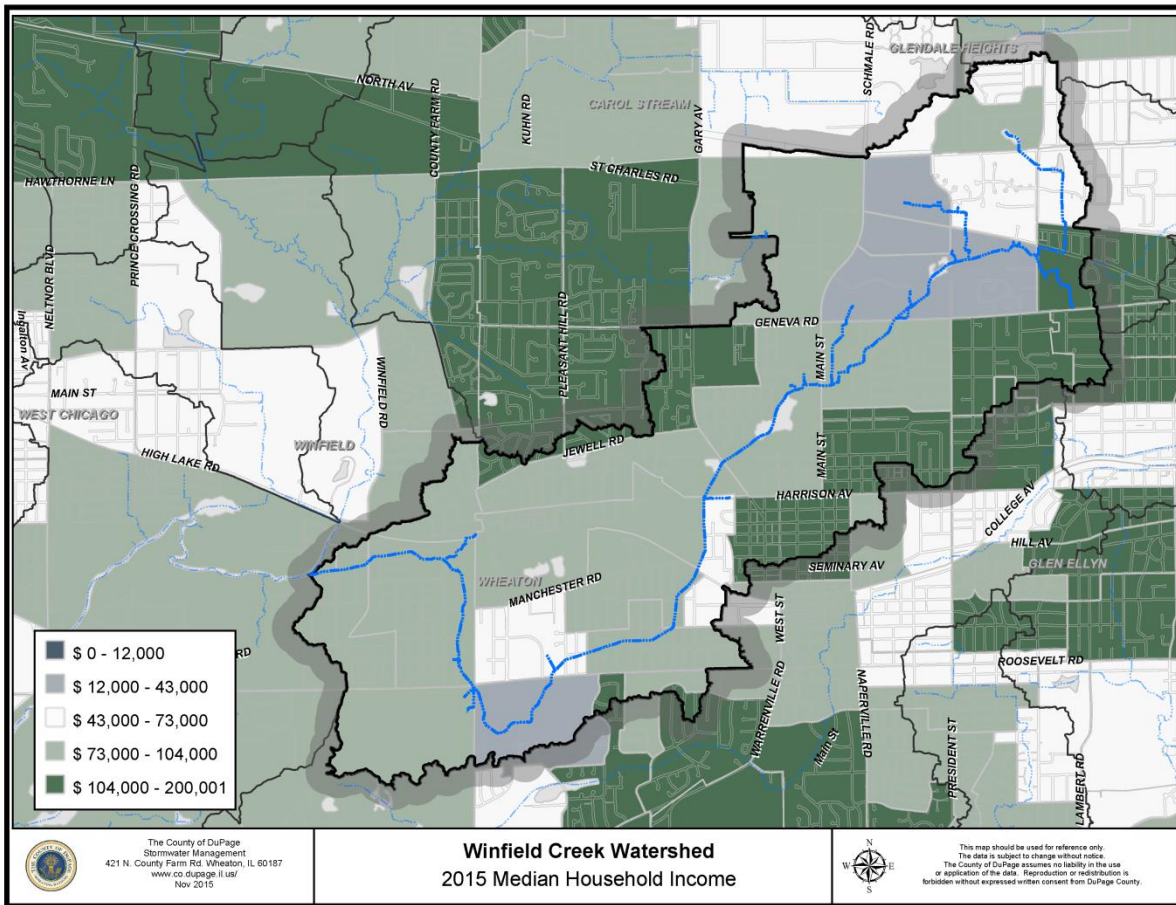 GLENDALE HEIGHTS
SCHMALE RD
NORTH AV
CAROL STREAM
COUNTY FARM RD
KUHN RD
GARY AV
ST CHARLES RD
HAWTHORNE LN
PRINCE CROSSING RD
NELTNOR BLVD
PLEASANT HILL RD
GENEVA RD
MAIN ST
Ingalton Av
WINFIELD RD
MAIN ST
WEST CHICAGO
WINFIELD
HIGH LAKE RD
JEWELL RD
MAIN ST
HARRISON AV
COLLEGE AV
HILL AV
GLEN ELLYN
SEMINARY AV
WHEATON
MANCHESTER RD
WEST ST
ROOSEVELT RD
WARRENVILLE RD
NAPERVILLE RD
Main St
PRESIDENT ST
LAMBERT RD
RD
$ 0 - 12,000
$ 12,000 - 43,000
$ 43,000 - 73,000
$ 73,000 - 104,000
$ 104,000 - 200,001
The County of DuPage
Stormwater Management
421 N. County Farm Rd. Wheaton, IL 60187
www.co.dupage.il.us/
Nov 2015
Winfield Creek Watershed
2015 Median Household Income
N
W E
S
This map should be used for reference only.
The data is subject to change without notice.
The County of DuPage assumes no liability in the use
or application of the data. Reproduction or redistribution is
forbidden without expressed written consent from DuPage County.